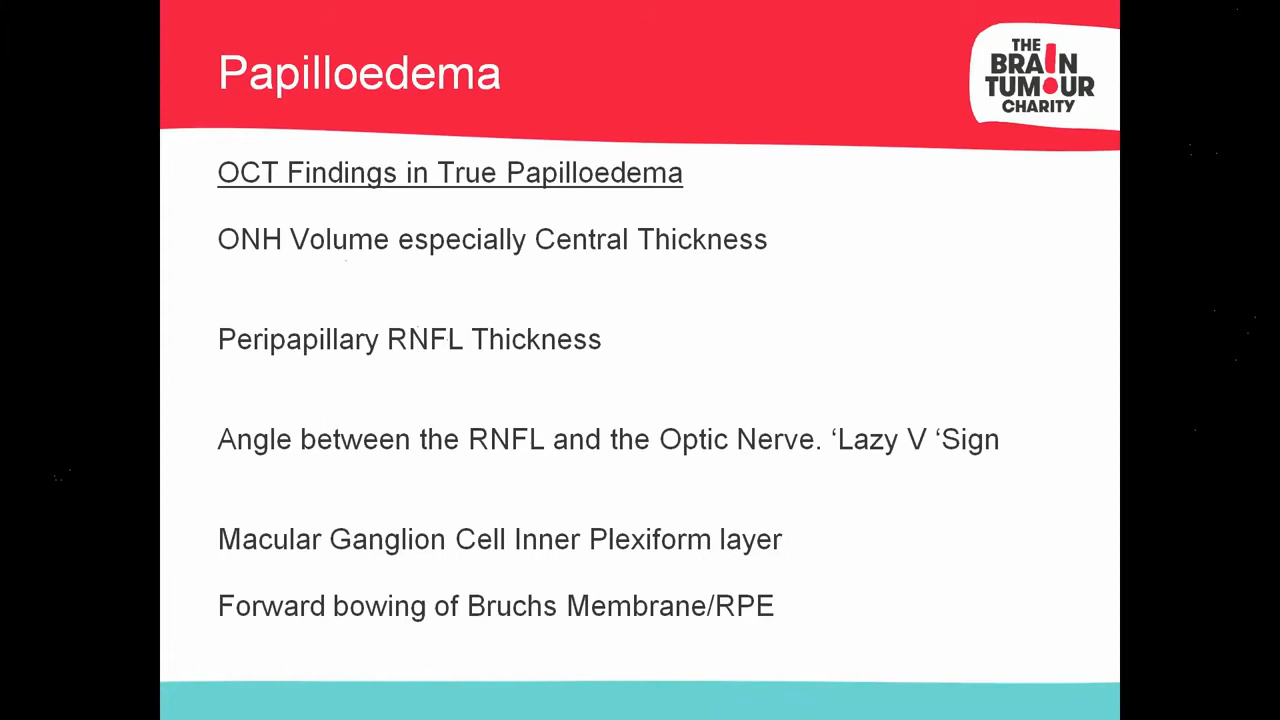 Papilloedema
THE
BRAIN
TUMOUR
CHARITY
OCT Findings in True Papilloedema
ONH Volume especially Central Thickness
Peripapillary RNFL Thickness
Angle between the RNFL and the Optic Nerve. ‘Lazy V ‘Sign
Macular Ganglion Cell Inner Plexiform layer
Forward bowing of Bruchs Membrane/RPE